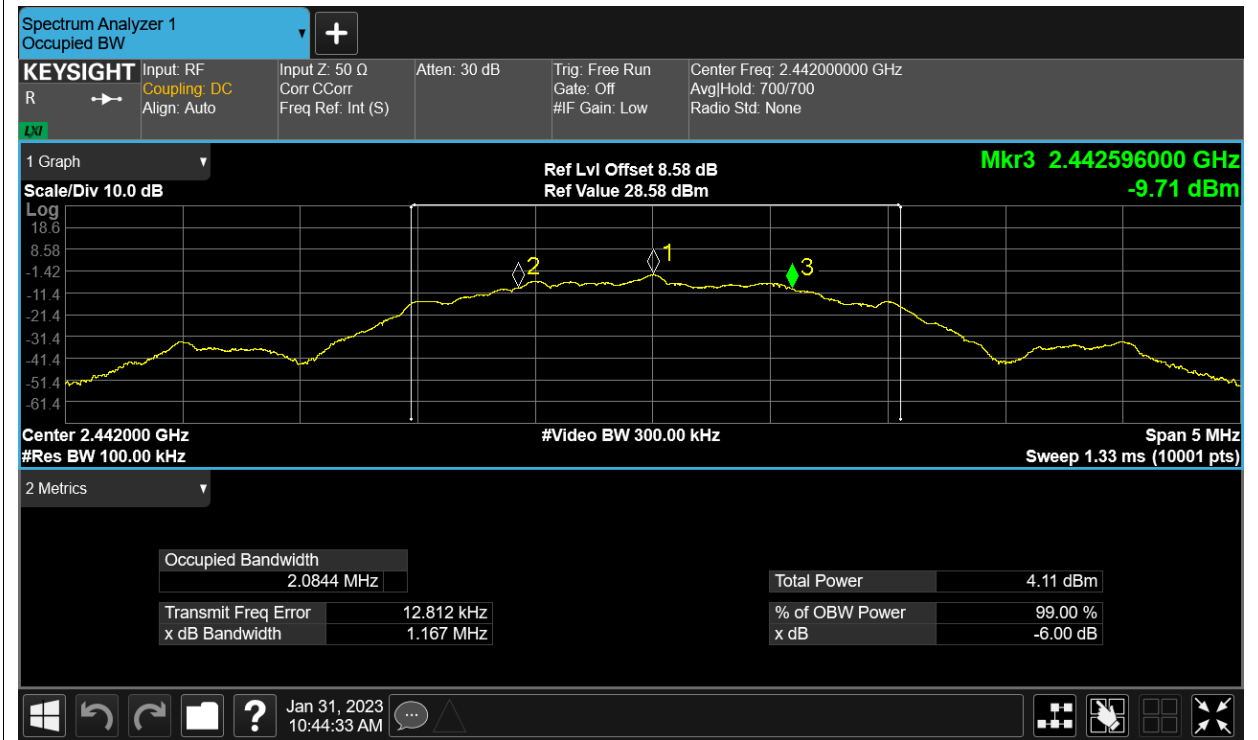 Spectrum Analyzer 1
Occupied BW
KEYSIGHT
R
LXI
Input: RF
Coupling: DC
Align: Auto
Input Z: 50 Ω
Corr CCorr
Freq Ref: Int (S)
Atten: 30 dB
Trig: Free Run
Gate: Off
#IF Gain: Low
Center Freq: 2.442000000 GHz
Avg|Hold: 700/700
Radio Std: None
1 Graph
Scale/Div 10.0 dB
Ref Lvl Offset 8.58 dB
Ref Value 28.58 dBm
Mkr3 2.442596000 GHz
-9.71 dBm
Log
18.6
8.58
-1.42
-11.4
-21.4
-31.4
-41.4
-51.4
-61.4
2
1
3
Center 2.442000 GHz
#Res BW 100.00 kHz
#Video BW 300.00 kHz
Span 5 MHz
Sweep 1.33 ms (10001 pts)
2 Metrics
Occupied Bandwidth
2.0844 MHz
Transmit Freq Error 12.812 kHz
x dB Bandwidth 1.167 MHz
Total Power 4.11 dBm
% of OBW Power 99.00 %
x dB -6.00 dB
?
Jan 31, 2023
10:44:33 AM